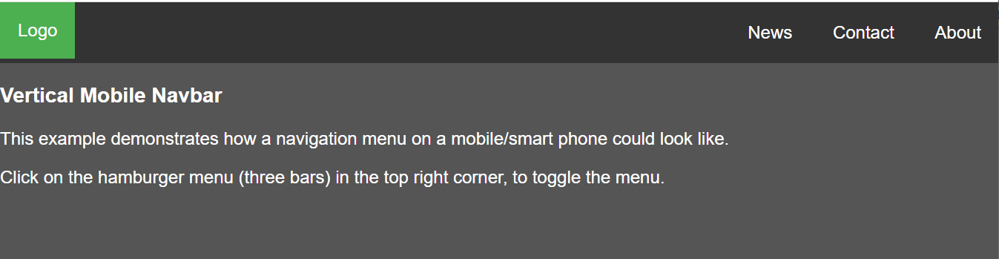 Logo
News Contact About
Vertical Mobile Navbar
This example demonstrates how a navigation menu on a mobile/smart phone could look like.
Click on the hamburger menu (three bars) in the top right corner, to toggle the menu.